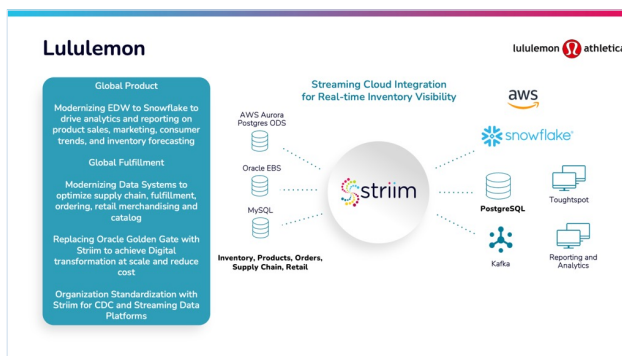 Lululemon
lululemon athletica
Global Product
Modernizing EDW to Snowflake to
drive analytics and reporting on
product sales, marketing, consumer
trends, and inventory forecasting
Global Fulfillment
Modernizing Data Systems to
optimize supply chain, fulfillment,
ordering, retail merchandising and
catalog
Replacing Oracle Golden Gate with
Striim to achieve Digital
transformation at scale and reduce
cost
Organization Standardization with
Striim for CDC and Streaming Data
Platforms
Streaming Cloud Integration
for Real-time Inventory Visibility
AWS Aurora
Postgres ODS
Oracle EBS
MySQL
Inventory, Products, Orders,
Supply Chain, Retail
striim
aws
snowflake
PostgreSQL
Toughtspot
Kafka
Reporting and
Analytics